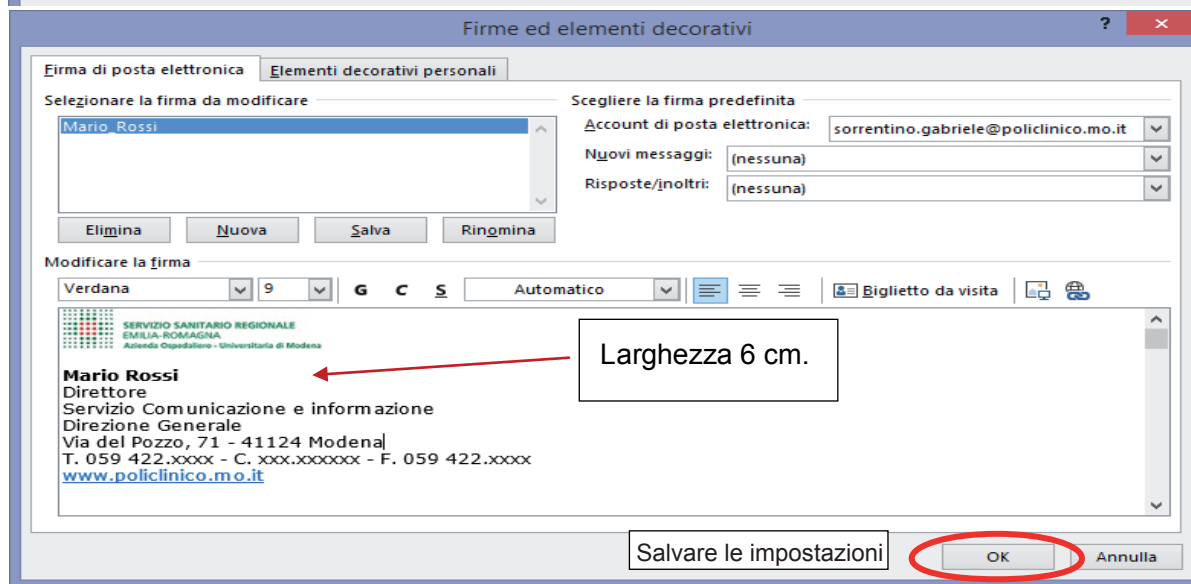 Firme ed elementi decorativi ? ×
Firma di posta elettronica Elementi decorativi personali
Selezionare la firma da modificare Scegliere la firma predefinita
Mario_Rossi
Account di posta elettronica: sorrentino.gabriele@policlinico.mo.it
Nuovi messaggi: (nessuna)
Risposte/inoltri: (nessuna)
Elimina Nuova Salva Rinomina
Modificare la firma
Verdana 9 G C S Automatico Biglietto da visita
SERVIZIO SANITARIO REGIONALE
EMILIA-ROMAGNA
Azienda Ospedaliero - Universitaria di Modena
Larghezza 6 cm.
Mario Rossi
Direttore
Servizio Comunicazione e informazione
Direzione Generale
Via del Pozzo, 71 - 41124 Modena
T. 059 422.xxxx - C. xxx.xxxxxx - F. 059 422.xxxx
www.policlinico.mo.it
Salvare le impostazioni OK Annulla